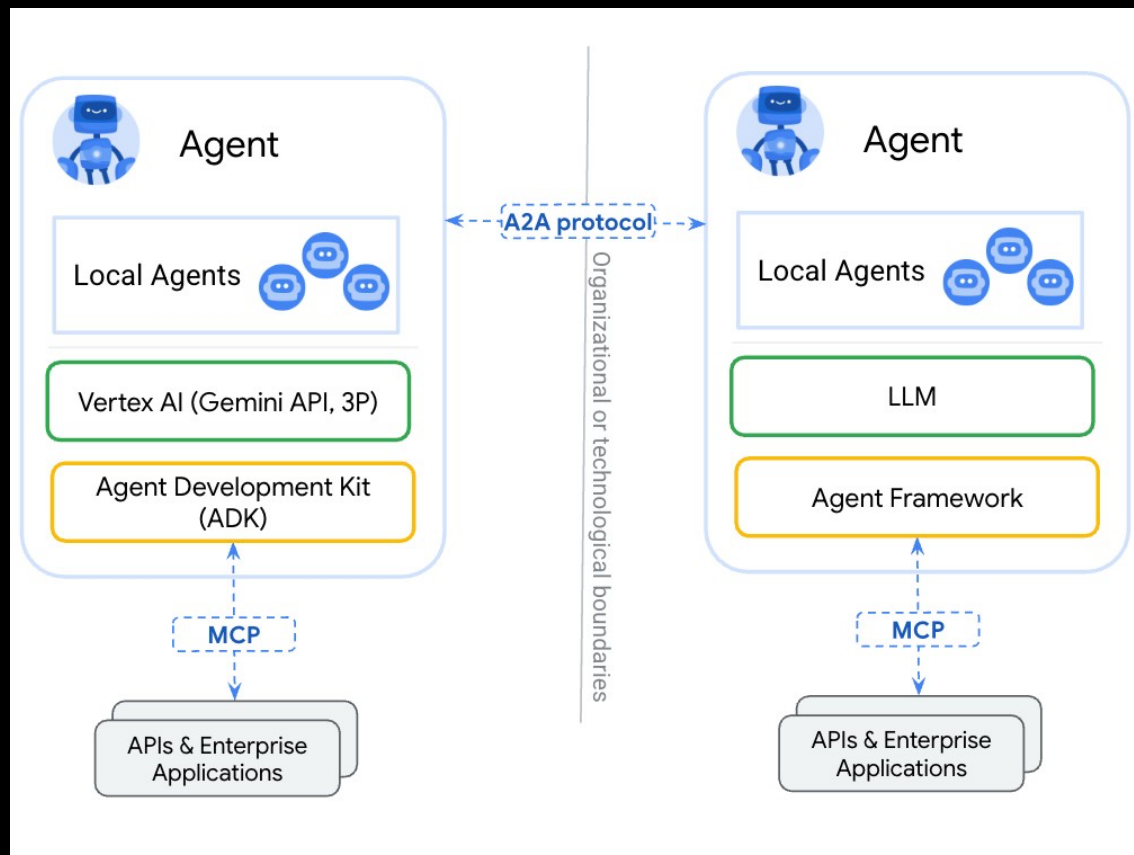 Agent
Local Agents
Vertex AI (Gemini API, 3P)
Agent Development Kit
(ADK)
MCP
APIs & Enterprise
Applications
A2A protocol
Organizational or technological boundaries
Agent
Local Agents
LLM
Agent Framework
MCP
APIs & Enterprise
Applications